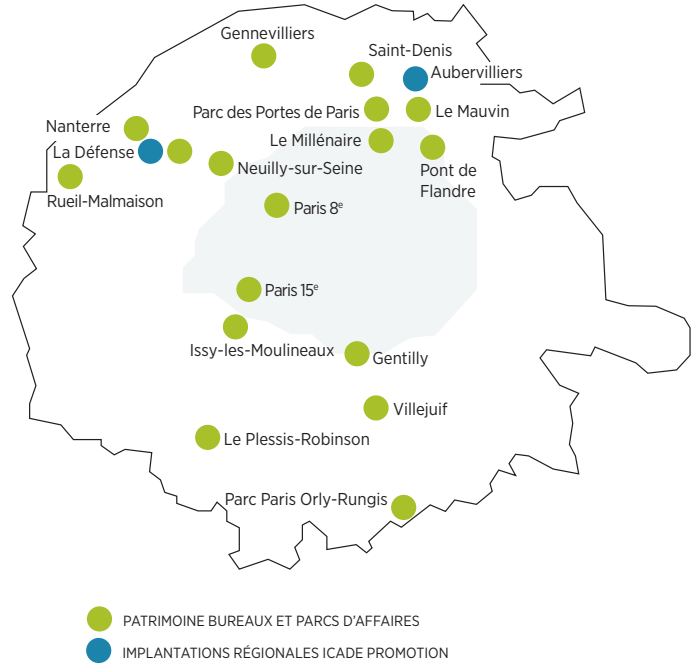 Gennevilliers
Saint-Denis
Aubervilliers
Parc des Portes de Paris
Le Mauvin
Nanterre
Le Millénaire
La Défense
Neuilly-sur-Seine
Pont de
Flandre
Rueil-Malmaison
Paris 8e
Paris 15e
Issy-les-Moulineaux
Gentilly
Villejuif
Le Plessis-Robinson
Parc Paris Orly-Rungis
PATRIMOINE BUREAUX ET PARCS D'AFFAIRES
IMPLANTATIONS RÉGIONALES ICADE PROMOTION